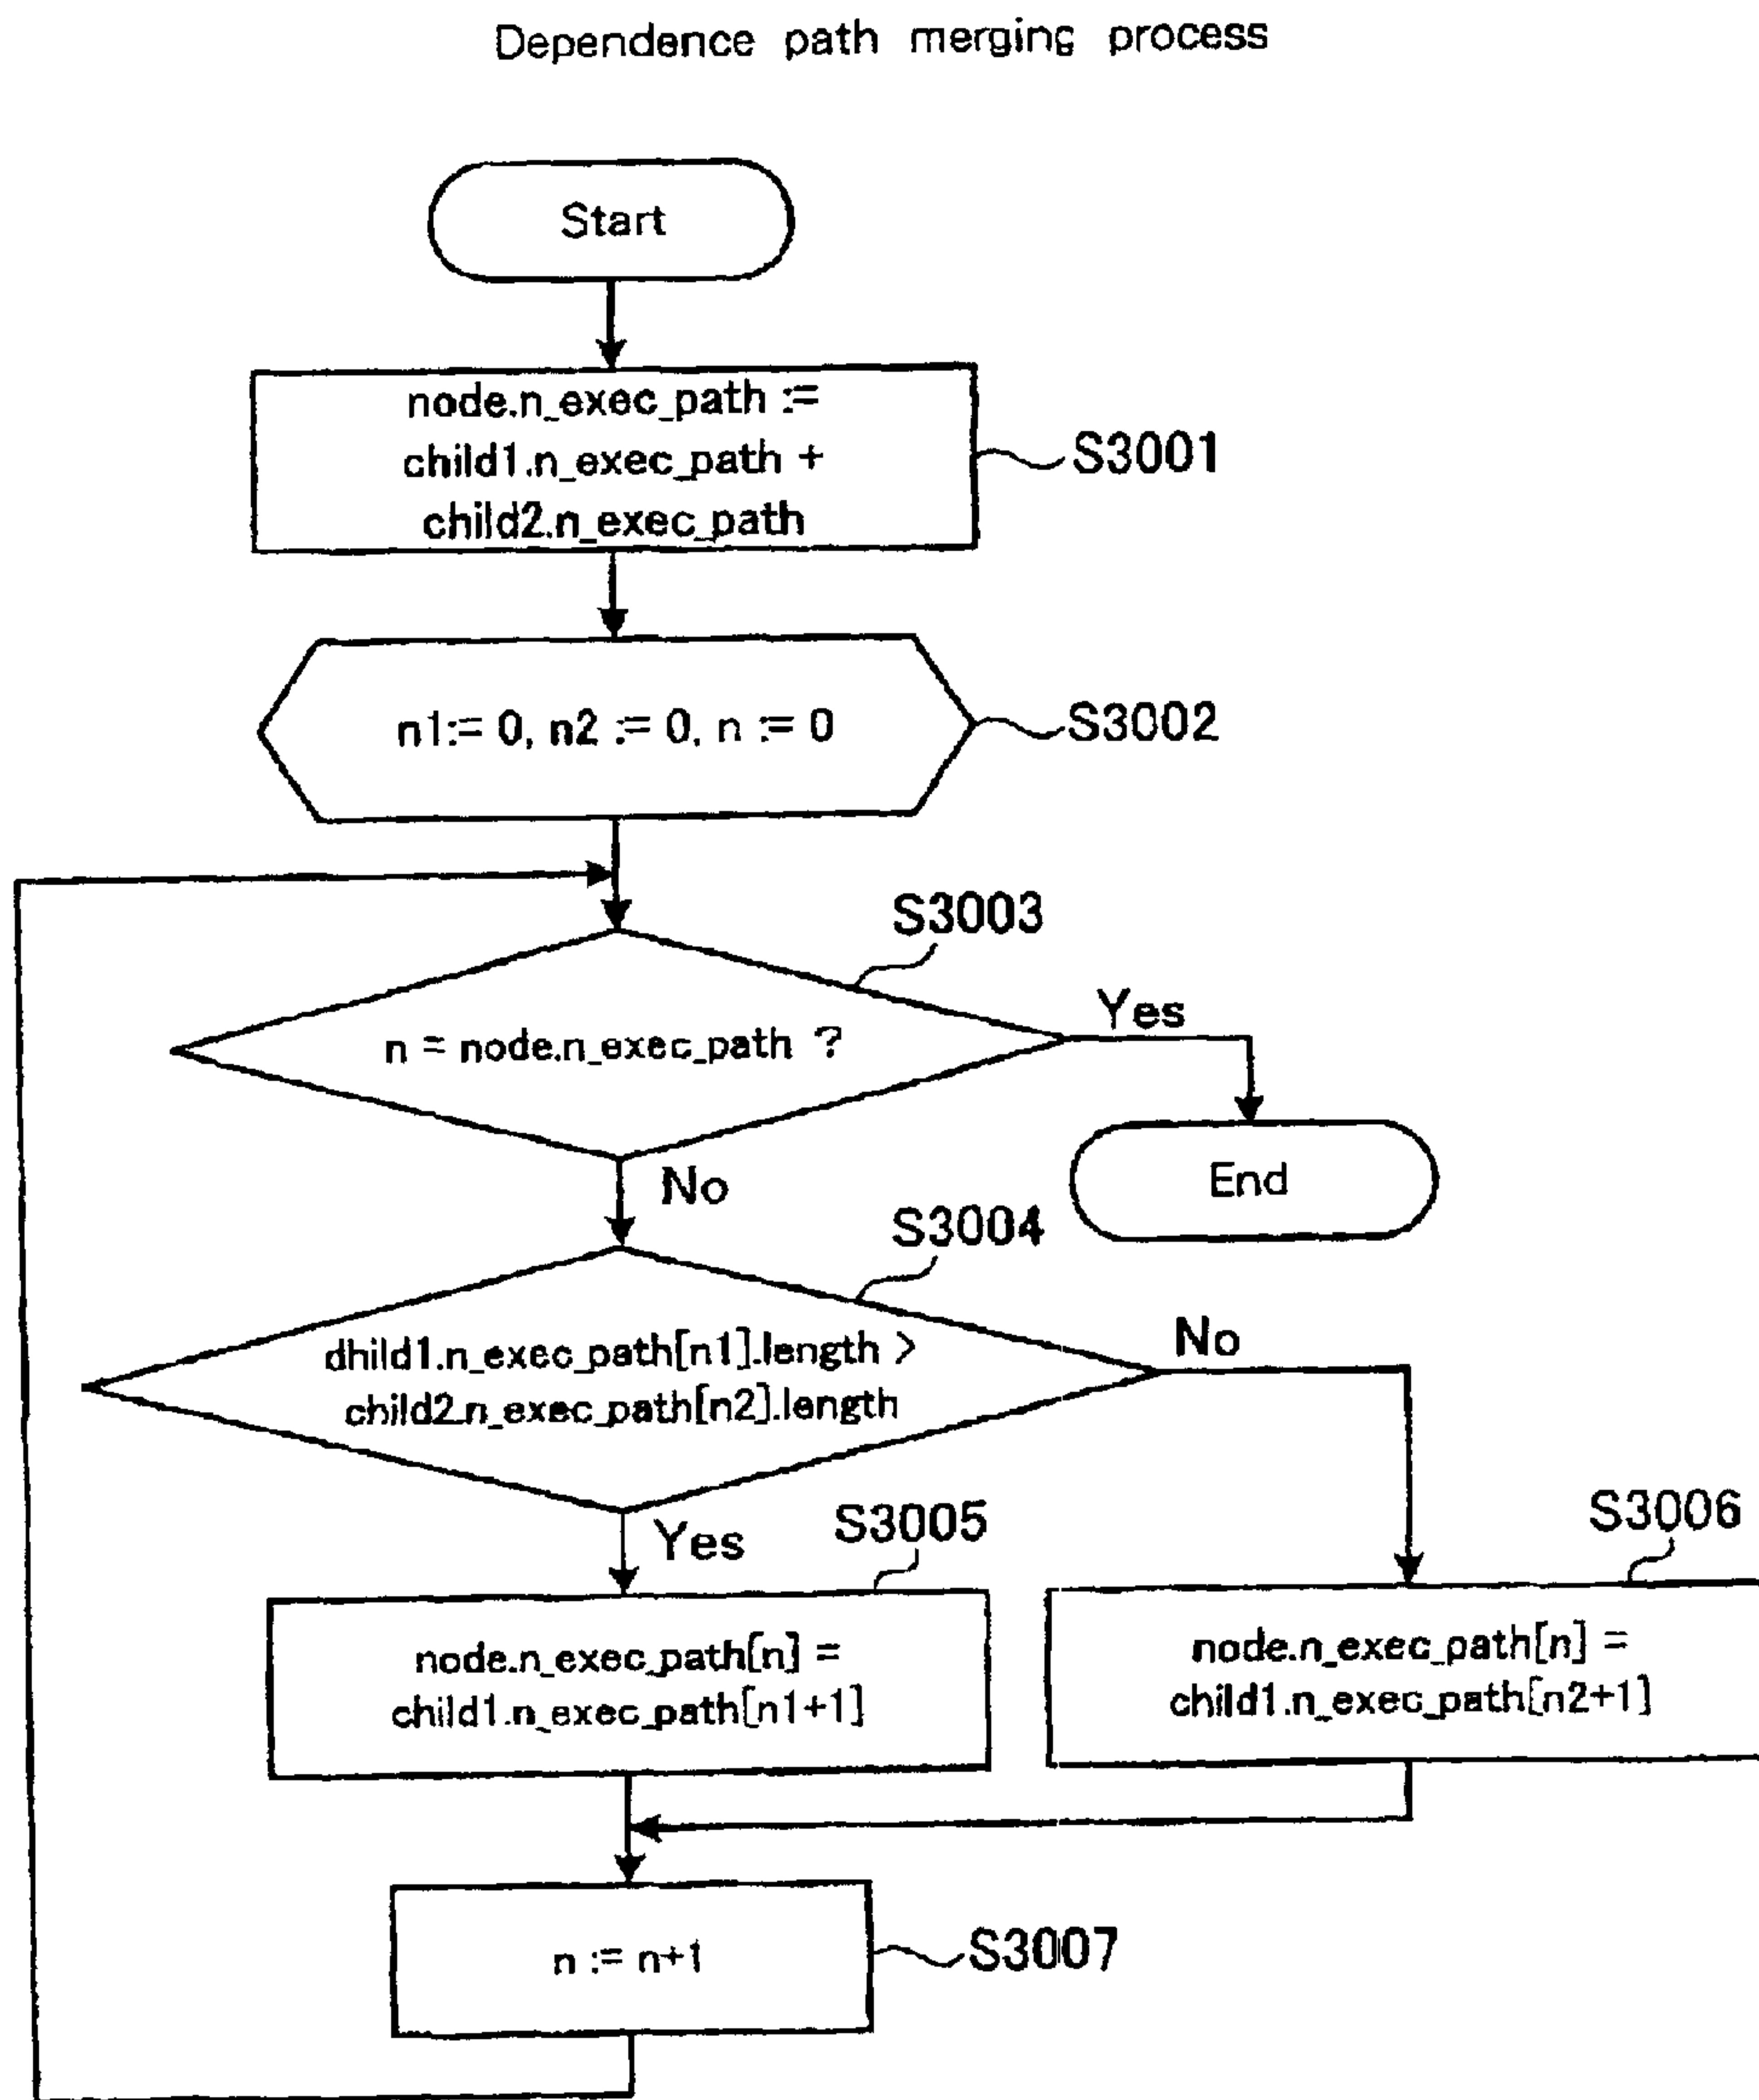 Dependence path merging process
Start
node.n_exec_path :=
child1.n_exec_path +
child2.n_exec_path
S3001
n1:= 0, n2 := 0, n := 0
S3002
S3003
n = node.n_exec_path ?
Yes
End
No
S3004
dhild1.n_exec_path[n1].length >
child2.n_exec_path[n2].length
No
Yes
S3005
S3006
node.n_exec_path[n] =
child1.n_exec_path[n1+1]
node.n_exec_path[n] =
child1.n_exec_path[n2+1]
n := n+1
S3007